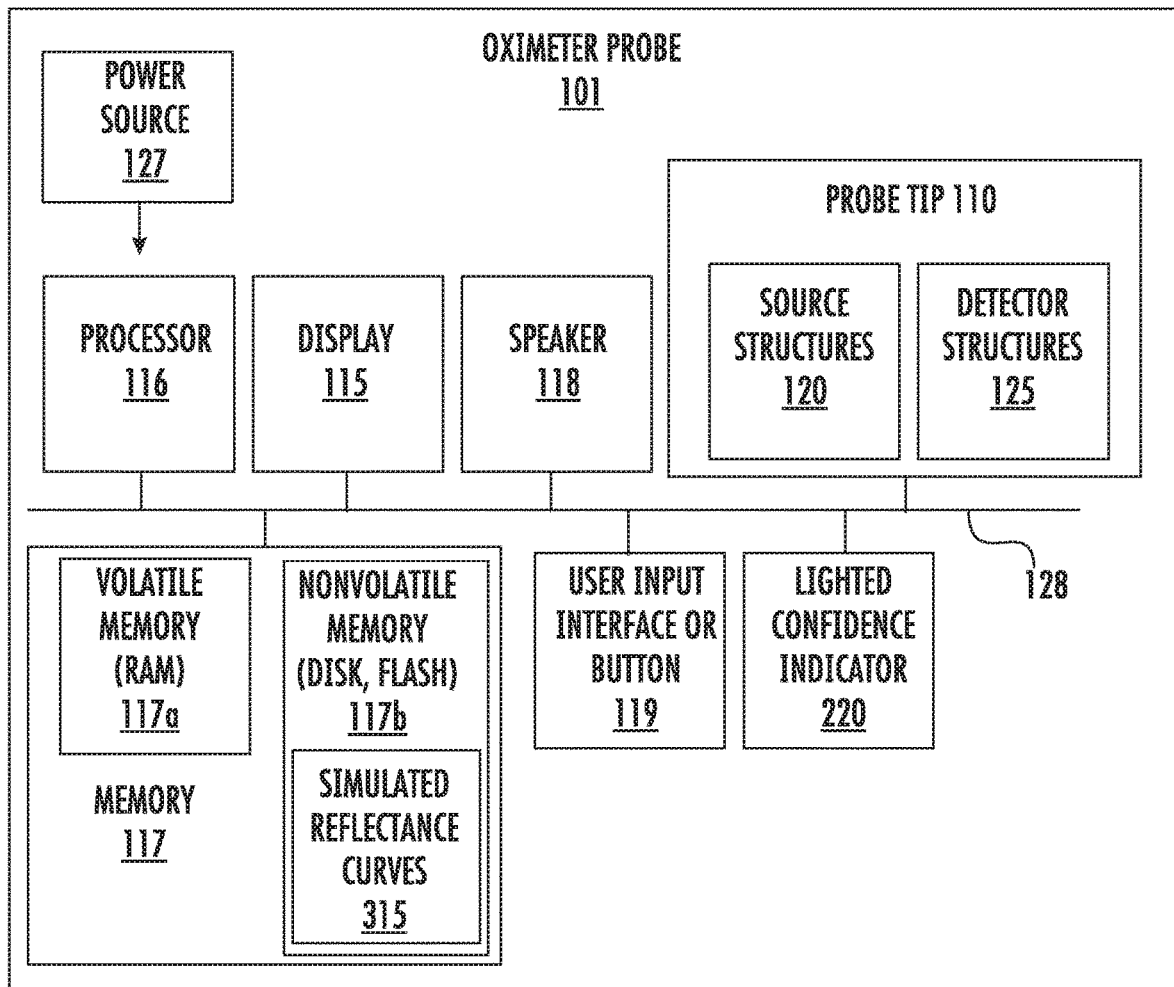 OXIMETER PROBE
101
POWER
SOURCE
127
PROBE TIP 110
SOURCE
STRUCTURES
120
DETECTOR
STRUCTURES
125
PROCESSOR
116
DISPLAY
115
SPEAKER
118
128
VOLATILE
MEMORY
(RAM)
117a
NONVOLATILE
MEMORY
(DISK, FLASH)
117b
MEMORY
117
SIMULATED
REFLECTANCE
CURVES
315
USER INPUT
INTERFACE OR
BUTTON
119
LIGHTED
CONFIDENCE
INDICATOR
220